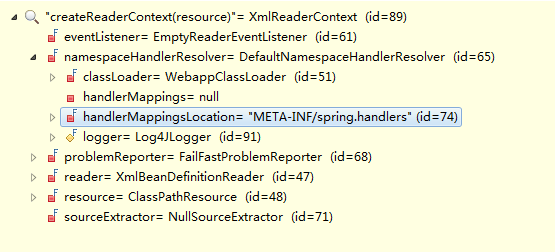 "createReaderContext(resource)"= XmlReaderContext (id=89)
F eventListener= EmptyReaderEventListener (id=61)
F namespaceHandlerResolver= DefaultNamespaceHandlerResolver (id=65)
F classLoader= WebappClassLoader (id=51)
handlerMappings= null
F handlerMappingsLocation= "META-INF/spring.handlers" (id=74)
F logger= Log4JLogger (id=91)
F problemReporter= FailFastProblemReporter (id=68)
F reader= XmlBeanDefinitionReader (id=47)
F resource= ClassPathResource (id=48)
F sourceExtractor= NullSourceExtractor (id=71)